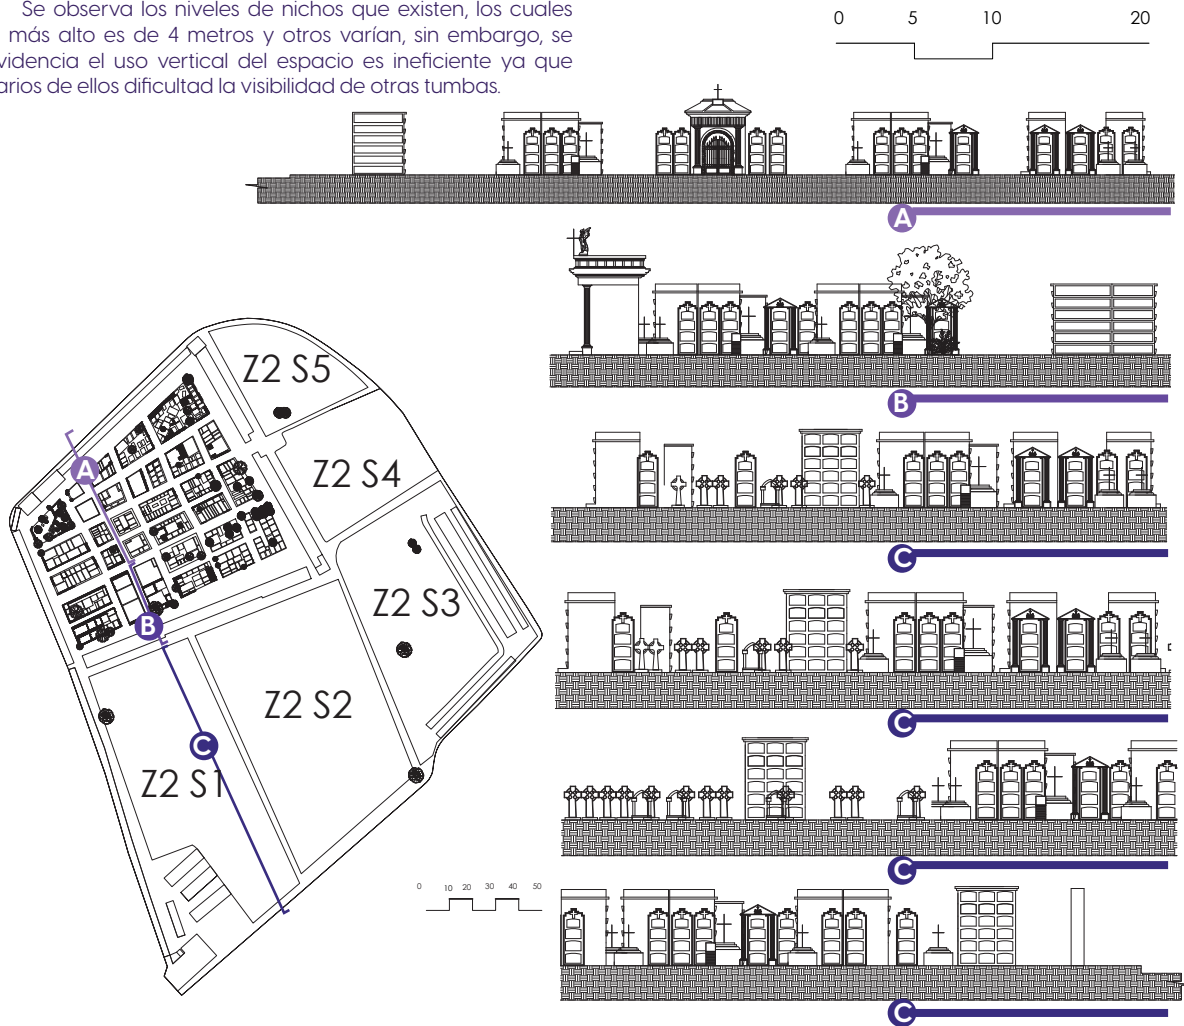 Se observa los niveles de nichos que existen, los cuales
más alto es de 4 metros y otros varían, sin embargo, se
videncia el uso vertical del espacio es ineficiente ya que
arios de ellos dificultad la visibilidad de otras tumbas.
0 5 10 20
A
B
C
C
C
C
Z2 S5
Z2 S4
Z2 S3
Z2 S2
Z2 S1
A
B
C
0 10 20 30 40 50